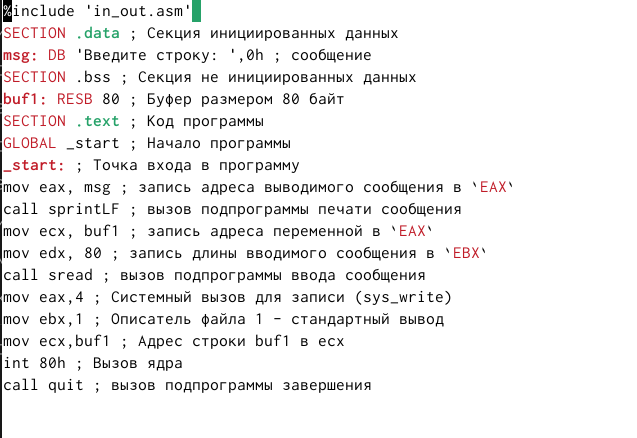 %include 'in_out.asm'
SECTION .data ; Секция инициированных данных
msg: DB 'Введите строку: ',0h ; сообщение
SECTION .bss ; Секция не инициированных данных
buf1: RESB 80 ; Буфер размером 80 байт
SECTION .text ; Код программы
GLOBAL _start ; Начало программы
_start: ; Точка входа в программу
mov eax, msg ; запись адреса выводимого сообщения в `EAX`
call sprintLF ; вызов подпрограммы печати сообщения
mov ecx, buf1 ; запись адреса переменной в `EAX`
mov edx, 80 ; запись длины вводимого сообщения в `EBX`
call sread ; вызов подпрограммы ввода сообщения
mov eax,4 ; Системный вызов для записи (sys_write)
mov ebx,1 ; Описатель файла 1 - стандартный вывод
mov ecx,buf1 ; Адрес строки buf1 в ecx
int 80h ; Вызов ядра
call quit ; вызов подпрограммы завершения